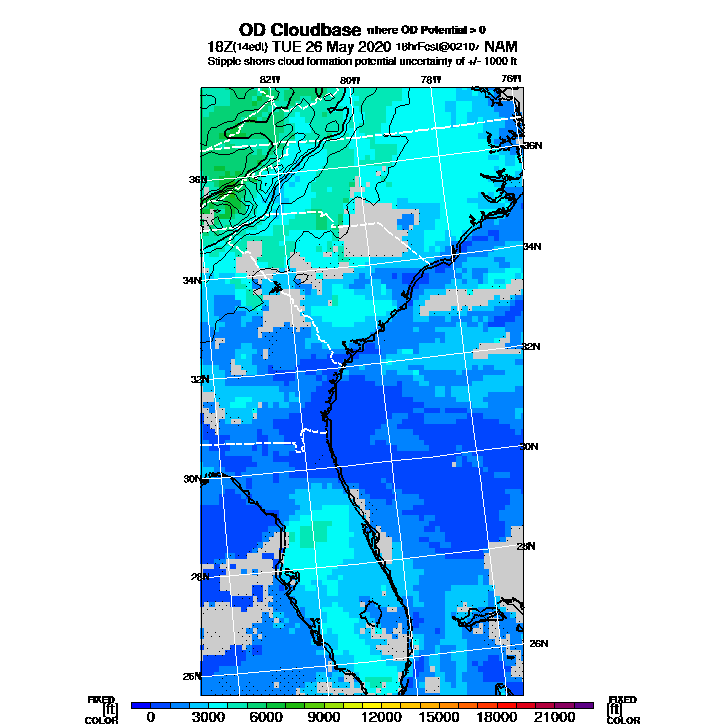 OD Cloudbase where OD Potential > 0
18Z(14edt) TUE 26 May 2020 18hrFcst@0210z NAM
Stipple shows cloud formation potential uncertainty of +/- 1000 ft
82W 80W 78W 76W
36N
36N
34N
34N
32N
32N
30N
30N
28N
28N
26N
26N
FIXED FIXED
[ft] [ft]
COLOR COLOR
0 3000 6000 9000 12000 15000 18000 21000